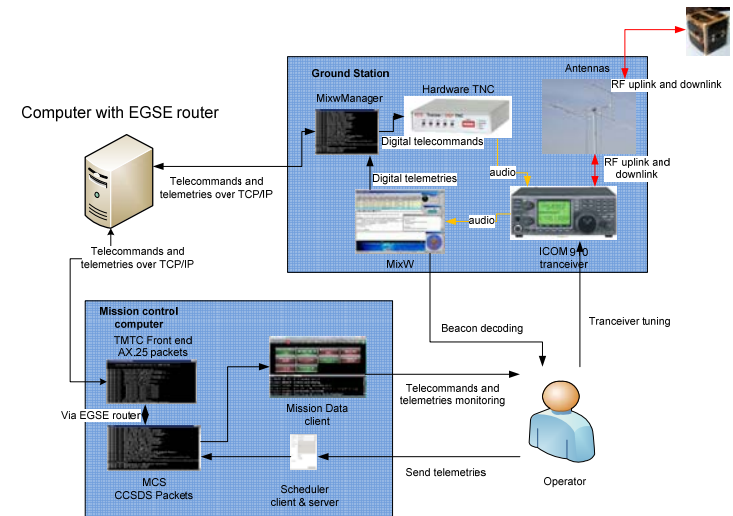 Ground Station
Antennas
RF uplink and downlink
Hardware TNC
MixwManager
Computer with EGSE router
Digital telecommands
audio
RF uplink and
downlink
Telecommands and
telemetries over TCP/IP
Digital telemetries
audio
MixW
ICOM 910
tranceiver
Telecommands and
telemetries over TCP/IP
Mission control
computer
TMTC Front end
AX.25 packets
Beacon decoding
Tranceiver tuning
Via EGSE router
Mission Data
client
Telecommands and
telemetries monitoring
MCS
CCSDS Packets
Scheduler
client & server
Send telemetries
Operator